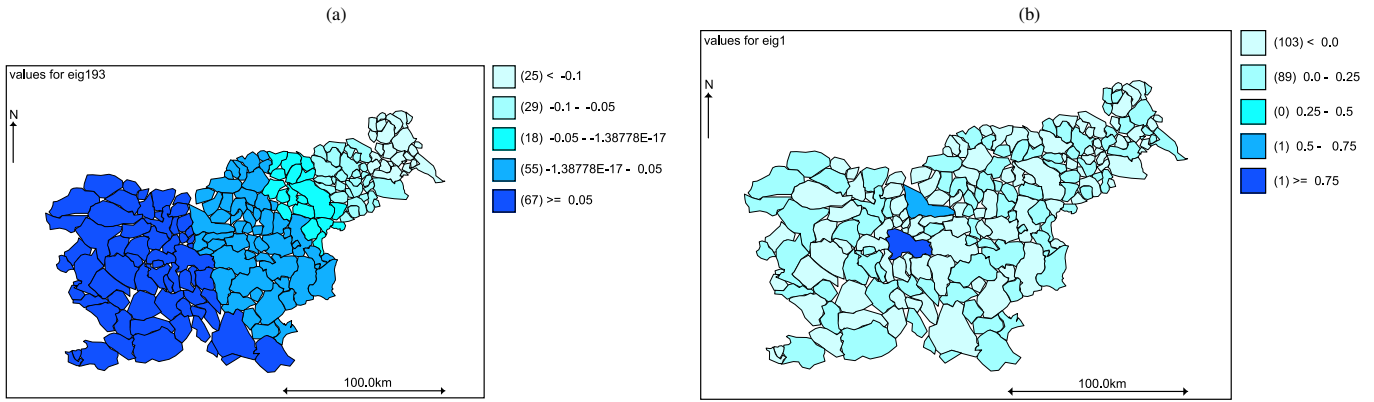 (a)
values for eig193
N
(25) < -0.1
(29) -0.1 - -0.05
(18) -0.05 - -1.38778E-17
(55) -1.38778E-17 - 0.05
(67) >= 0.05
100.0km
(b)
values for eig1
N
(103) < 0.0
(89) 0.0 - 0.25
(0) 0.25 - 0.5
(1) 0.5 - 0.75
(1) >= 0.75
100.0km